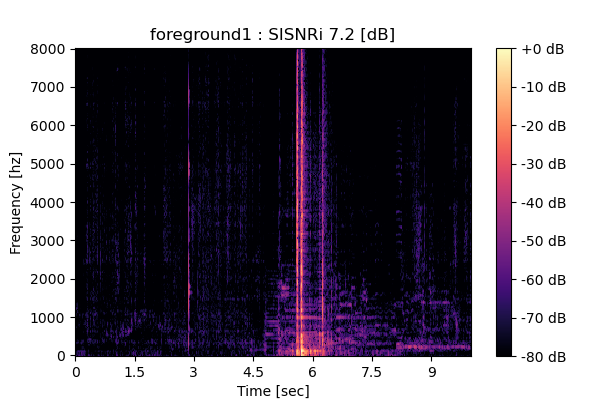 foreground1 : SISNRi 7.2 [dB]
8000
7000
6000
5000
4000
3000
2000
1000
0
Frequency [hz]
0 1.5 3 4.5 6 7.5 9
Time [sec]
+0 dB
-10 dB
-20 dB
-30 dB
-40 dB
-50 dB
-60 dB
-70 dB
-80 dB